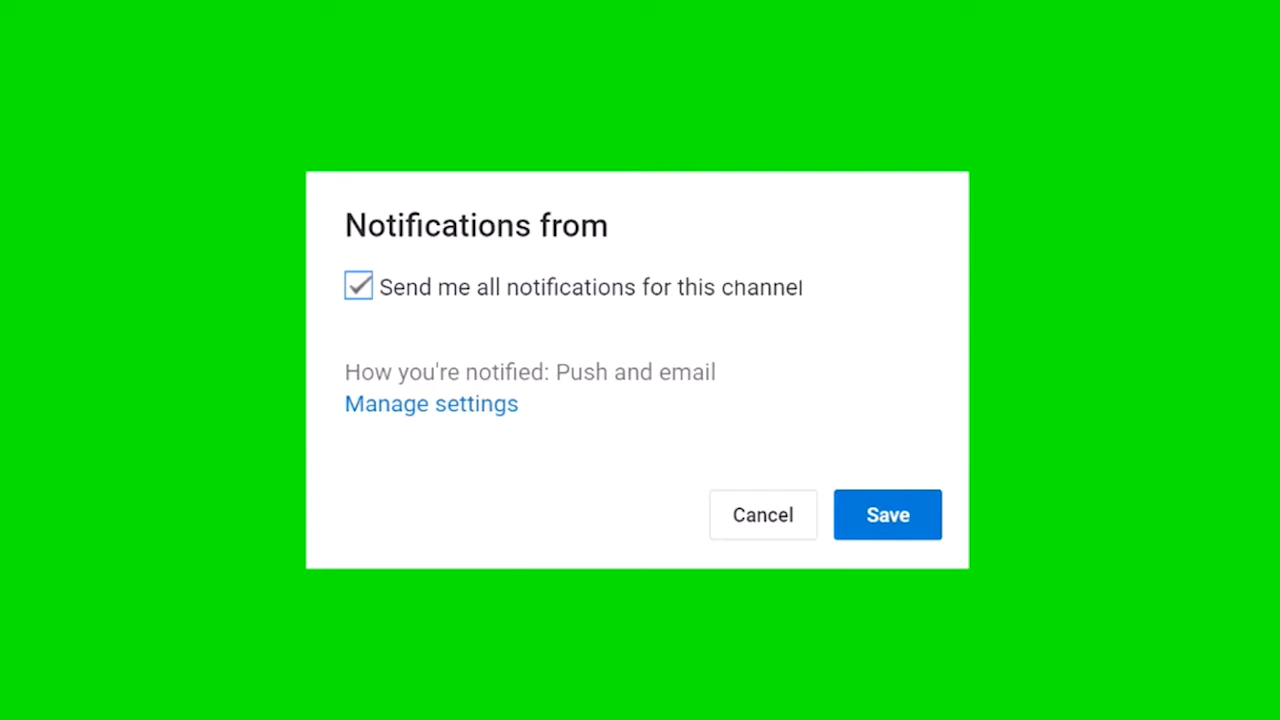 Notifications from
Send me all notifications for this channel
How you're notified: Push and email
Manage settings
Cancel Save